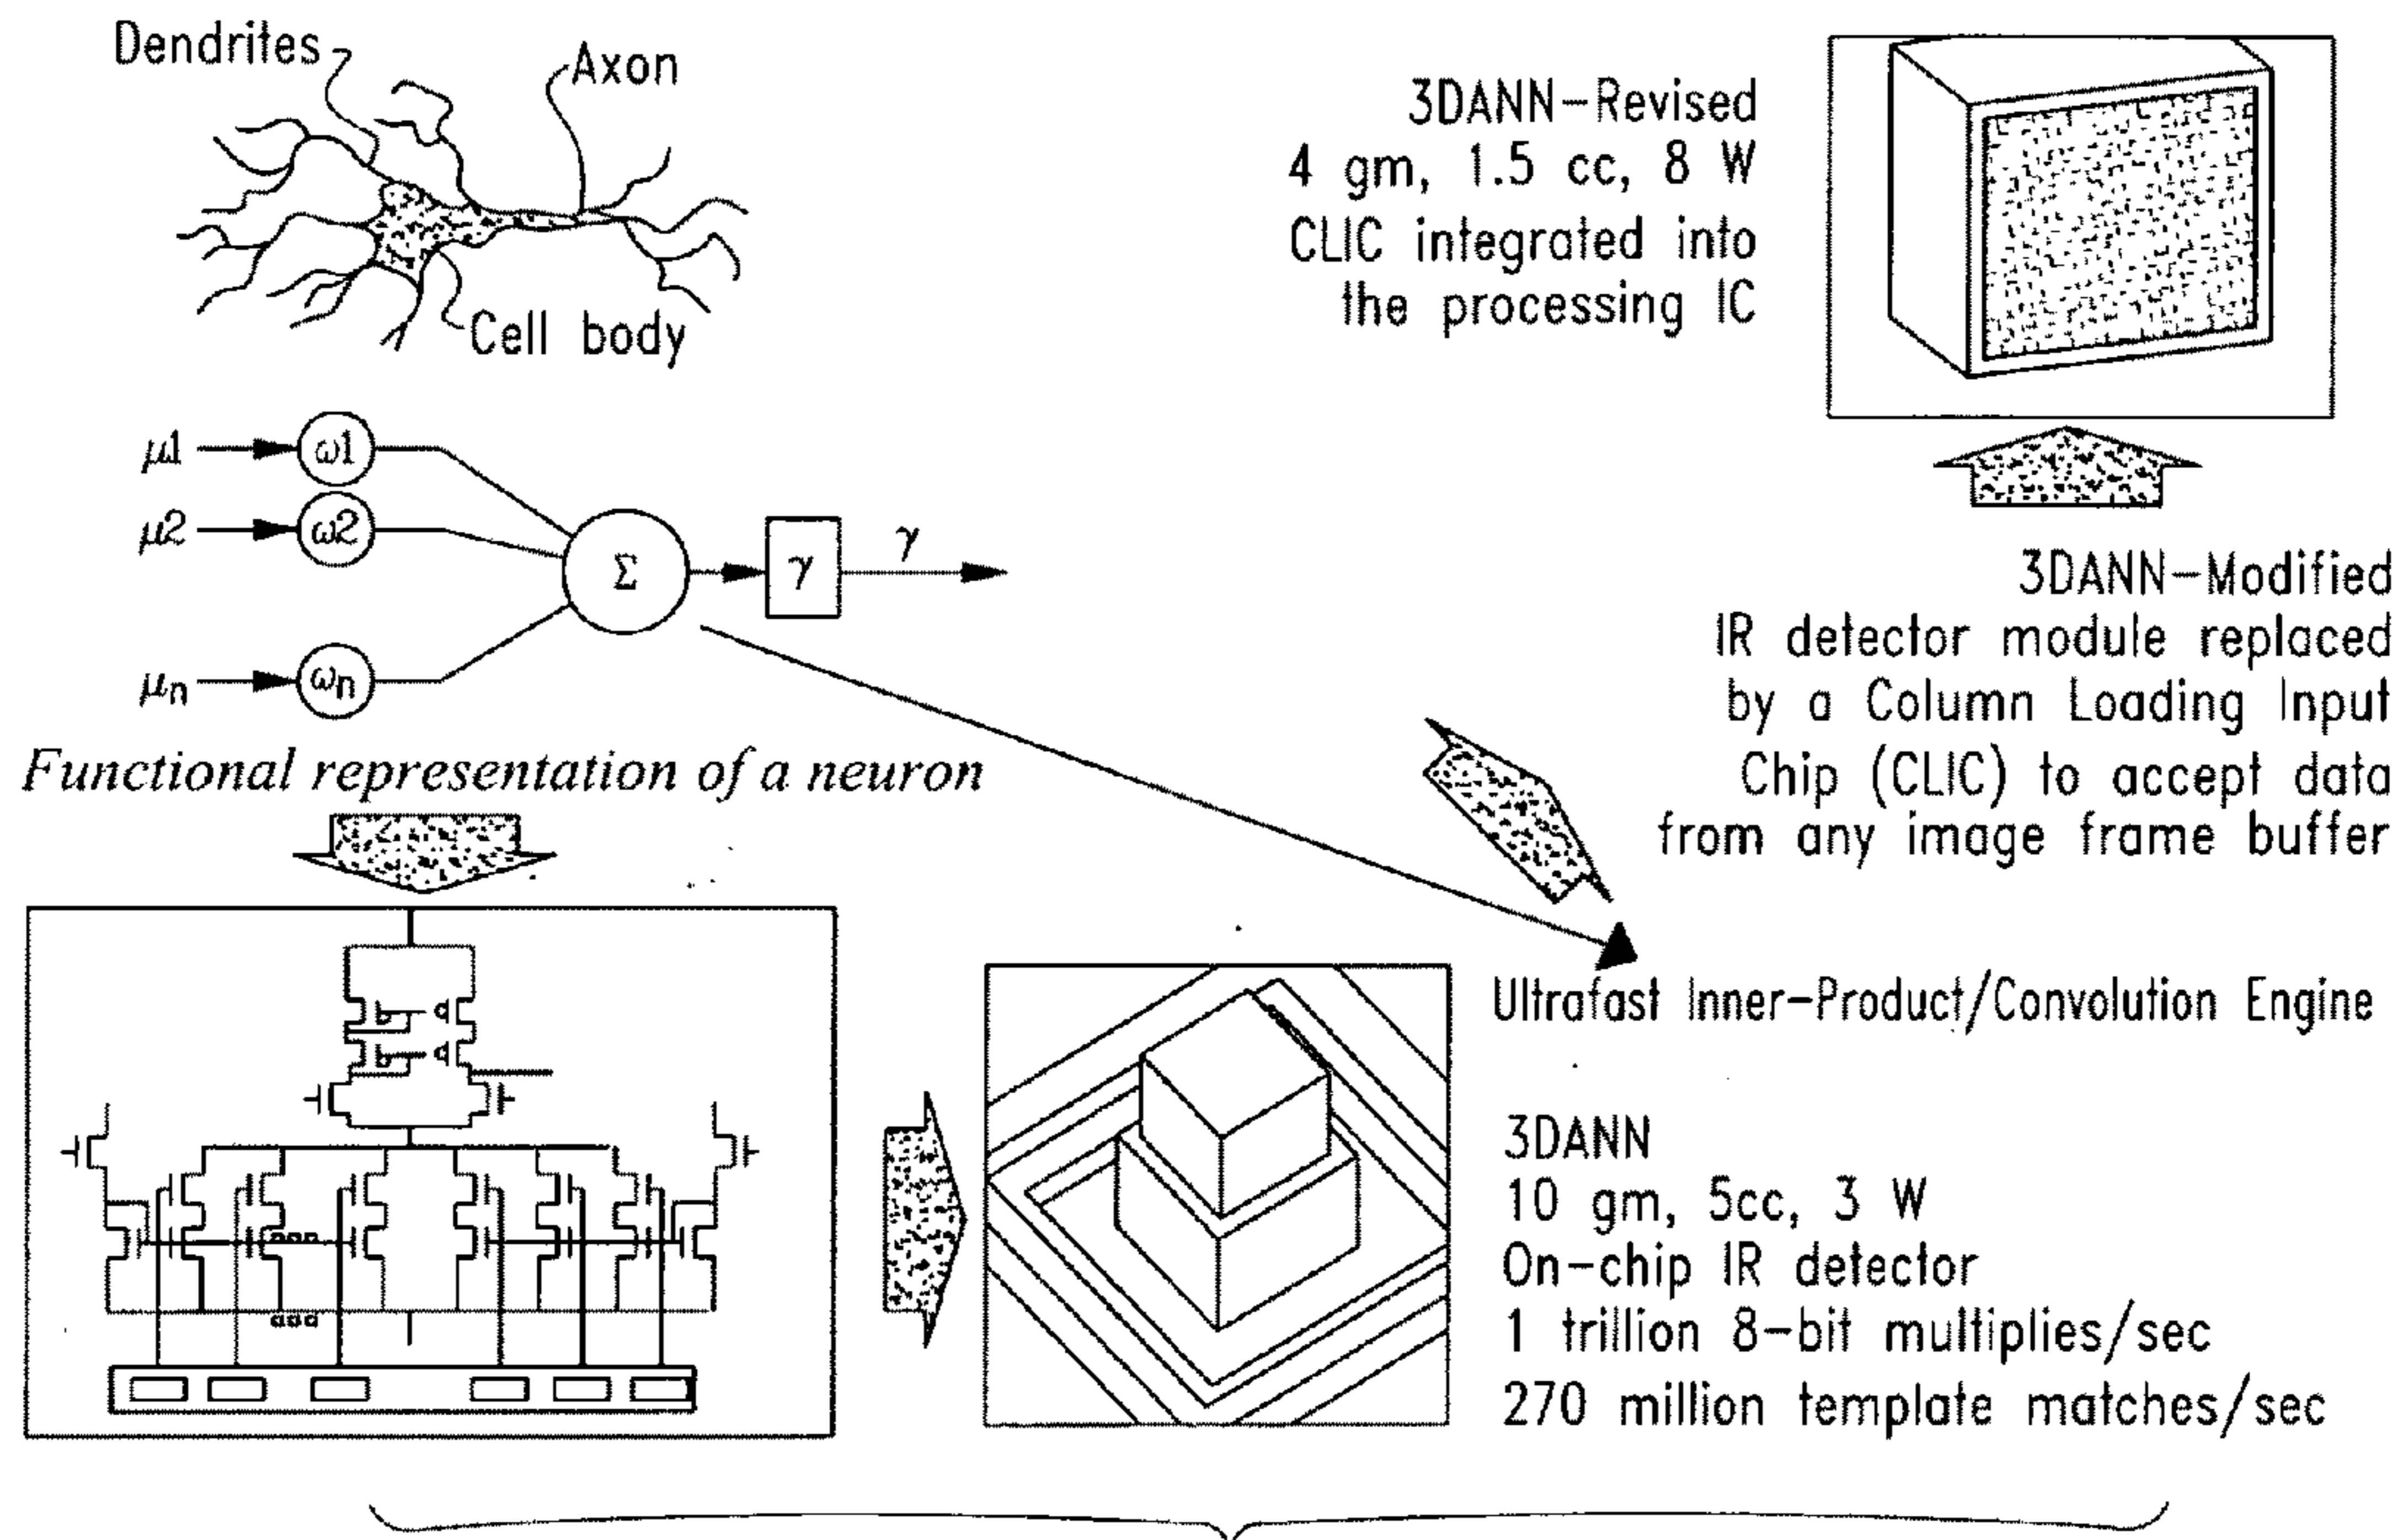 Dendrites
Axon
Cell body
3DANN-Revised
4 gm, 1.5 cc, 8 W
CLIC integrated into
the processing IC
μ1
ω1
μ2
ω2
μn
ωn
Σ
γ
γ
Functional representation of a neuron
3DANN-Modified
IR detector module replaced
by a Column Loading Input
Chip (CLIC) to accept data
from any image frame buffer
Ultrafast Inner-Product/Convolution Engine
3DANN
10 gm, 5cc, 3 W
On-chip IR detector
1 trillion 8-bit multiplies/sec
270 million template matches/sec